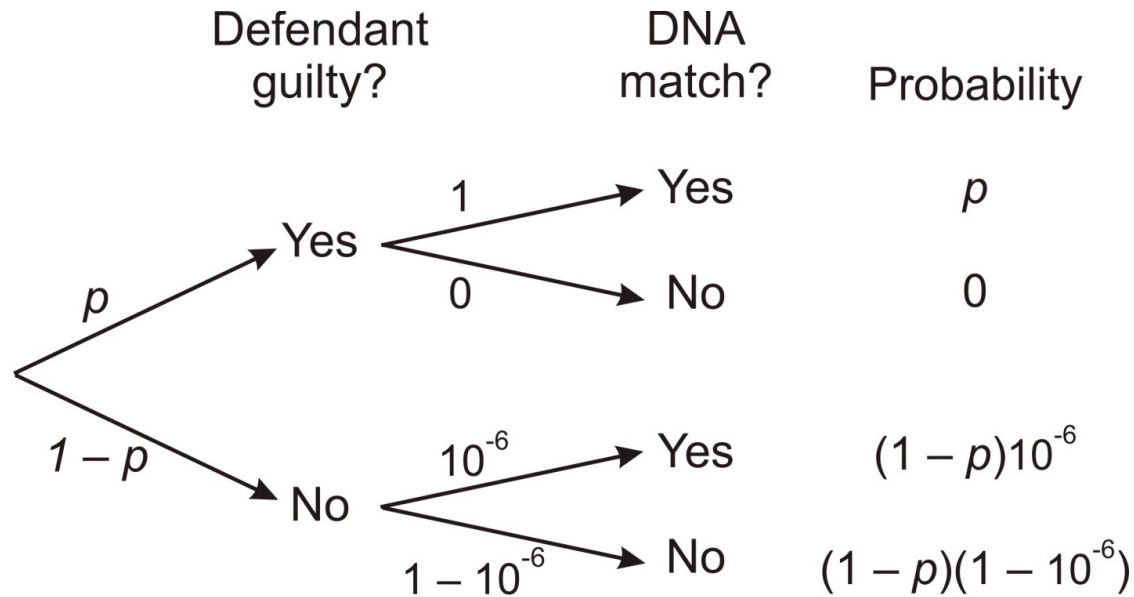 Defendant guilty?
DNA match?
Probability
1
Yes
p
Yes
0
No
0
p
1 – p
10⁻⁶
Yes
(1 – p)10⁻⁶
No
1 – 10⁻⁶
No
(1 – p)(1 – 10⁻⁶)